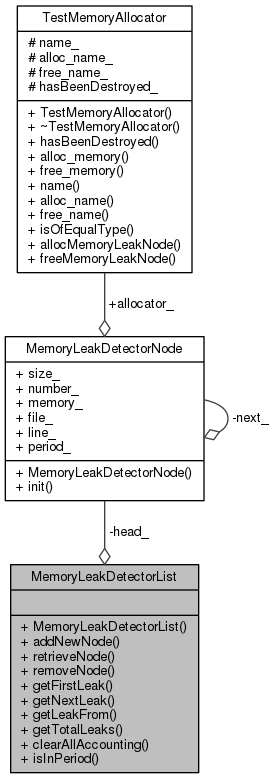 TestMemoryAllocator
# name_
# alloc_name_
# free_name_
# hasBeenDestroyed_
+ TestMemoryAllocator()
+ ~TestMemoryAllocator()
+ hasBeenDestroyed()
+ alloc_memory()
+ free_memory()
+ name()
+ alloc_name()
+ free_name()
+ isOfEqualType()
+ allocMemoryLeakNode()
+ freeMemoryLeakNode()
+allocator_
MemoryLeakDetectorNode
+ size_
+ number_
+ memory_
+ file_
+ line_
+ period_
+ MemoryLeakDetectorNode()
+ init()
-next_
-head_
MemoryLeakDetectorList
+ MemoryLeakDetectorList()
+ addNewNode()
+ retrieveNode()
+ removeNode()
+ getFirstLeak()
+ getNextLeak()
+ getLeakFrom()
+ getTotalLeaks()
+ clearAllAccounting()
+ isInPeriod()